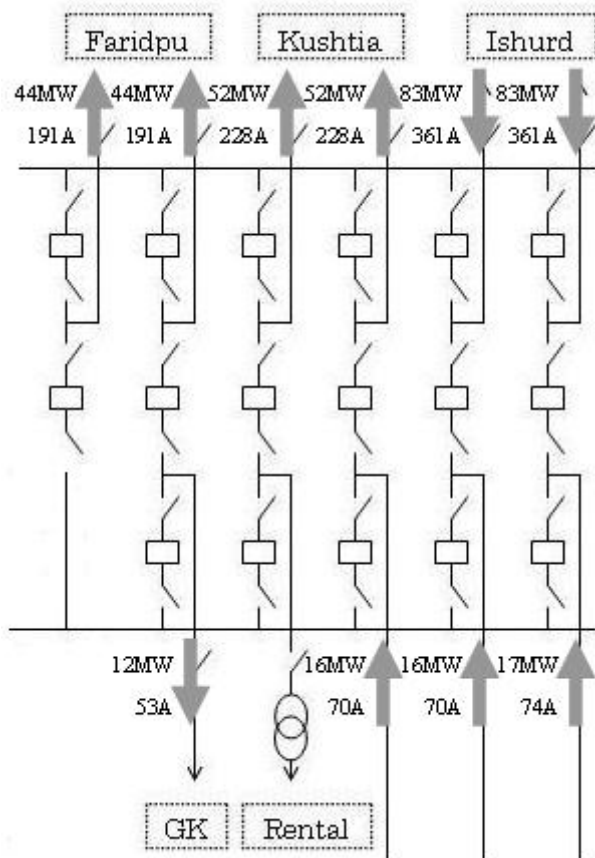 Faridpu Kushtia Ishurd
44MW 44MW 52MW 52MW 83MW 83MW
191A 191A 228A 228A 361A 361A
12MW 16MW 16MW 17MW
53A 70A 70A 74A
GK Rental